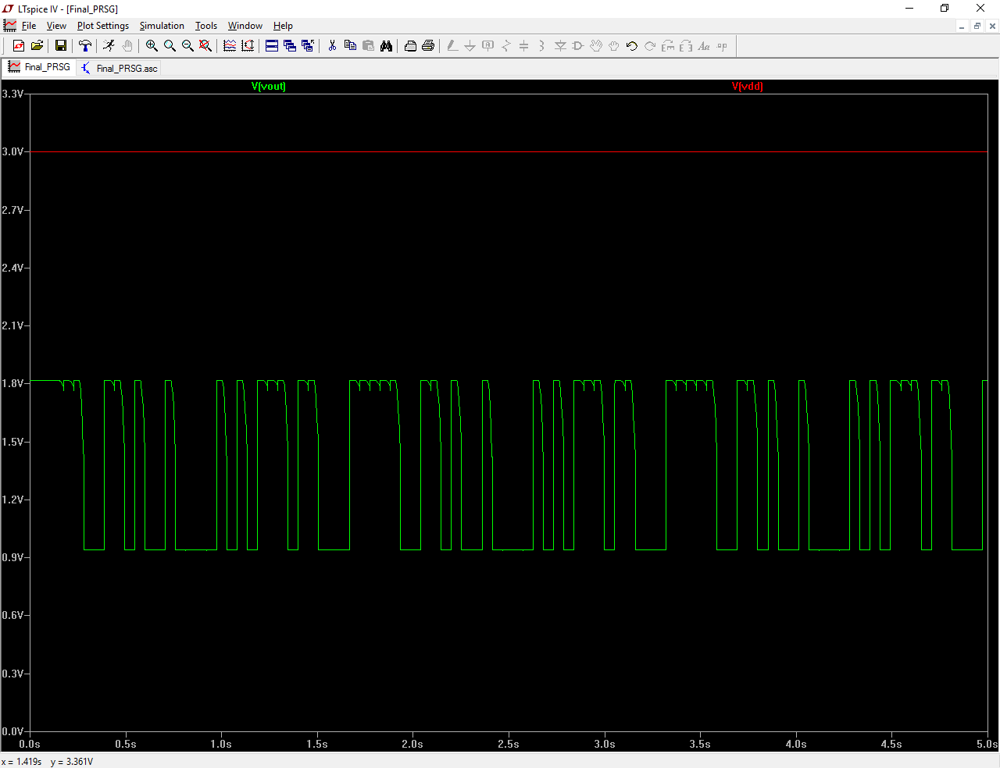 LTspice IV - [Final_PRSG]
File View Plot Settings Simulation Tools Window Help
Final_PRSG Final_PRSG.asc
V(vout) V(vdd)
3.3V
3.0V
2.7V
2.4V
2.1V
1.8V
1.5V
1.2V
0.9V
0.6V
0.3V
0.0V
0.0s 0.5s 1.0s 1.5s 2.0s 2.5s 3.0s 3.5s 4.0s 4.5s 5.0s
x = 1.419s y = 3.361V